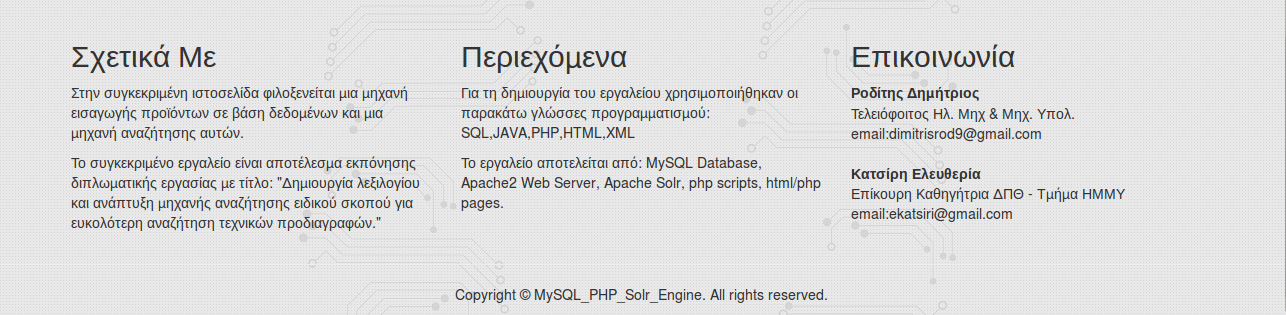 Σχετικά Με
Στην συγκεκριμένη ιστοσελίδα φιλοξενείται μια μηχανή
εισαγωγής προϊόντων σε βάση δεδομένων και μια
μηχανή αναζήτησης αυτών.
Το συγκεκριμένο εργαλείο είναι αποτέλεσμα εκπόνησης
διπλωματικής εργασίας με τίτλο: "Δημιουργία λεξιλογίου
και ανάπτυξη μηχανής αναζήτησης ειδικού σκοπού για
ευκολότερη αναζήτηση τεχνικών προδιαγραφών."
Περιεχόμενα
Για τη δημιουργία του εργαλείου χρησιμοποιήθηκαν οι
παρακάτω γλώσσες προγραμματισμού:
SQL,JAVA,PHP,HTML,XML
Το εργαλείο αποτελείται από: MySQL Database,
Apache2 Web Server, Apache Solr, php scripts, html/php
pages.
Επικοινωνία
Ροδίτης Δημήτριος
Τελειόφοιτος Ηλ. Μηχ & Μηχ. Υπολ.
email:dimitrisrod9@gmail.com
Κατσίρη Ελευθερία
Επίκουρη Καθηγήτρια ΔΠΘ - Τμήμα ΗΜΜΥ
email:ekatsiri@gmail.com
Copyright © MySQL_PHP_Solr_Engine. All rights reserved.